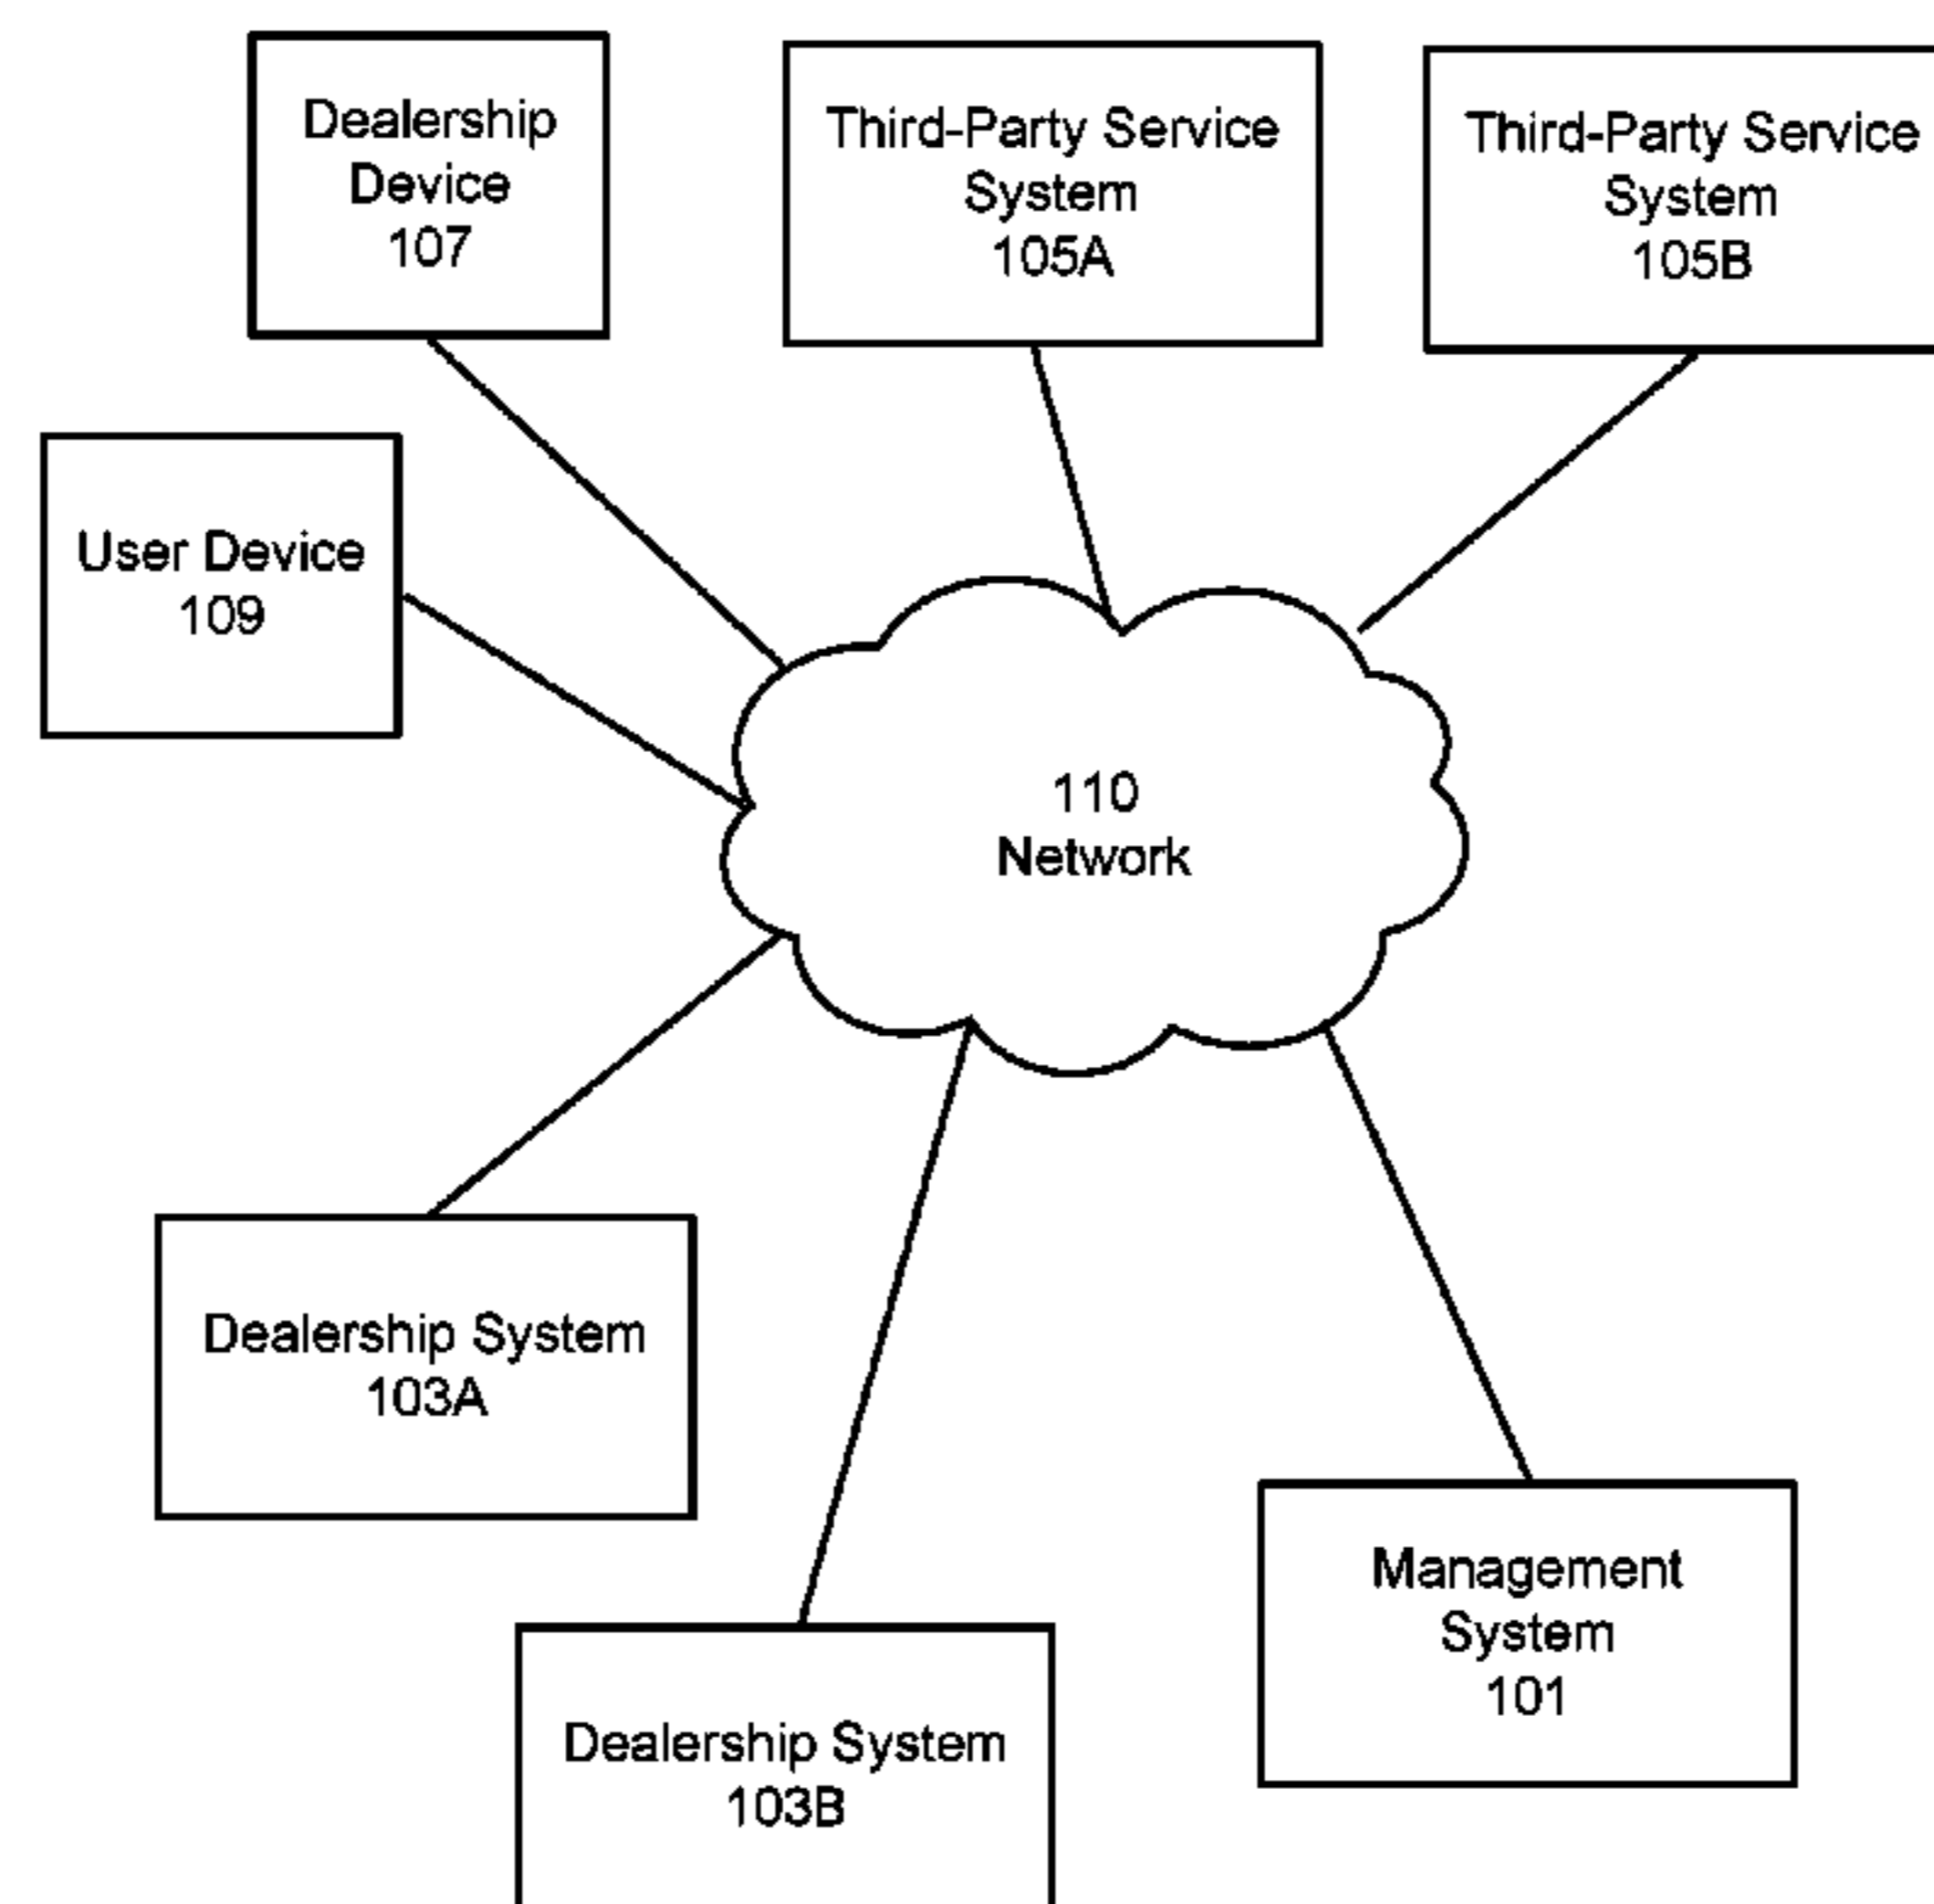 Dealership
Device
107
Third-Party Service
System
105A
Third-Party Service
System
105B
User Device
109
110
Network
Dealership System
103A
Management
System
101
Dealership System
103B